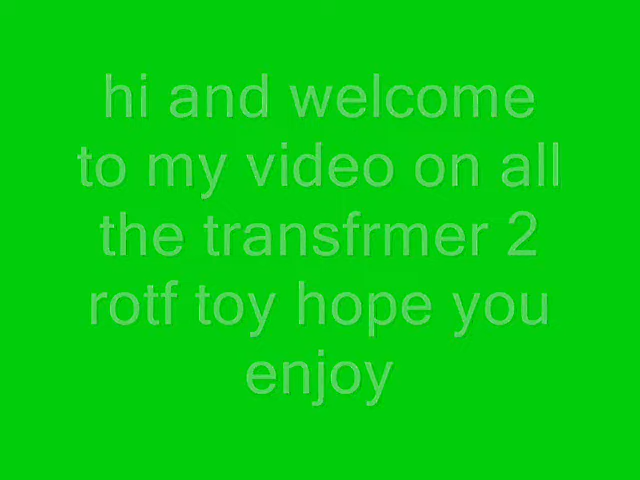 hi and welcome
to my video on all
the transfrmer 2
rotf toy hope you
enjoy